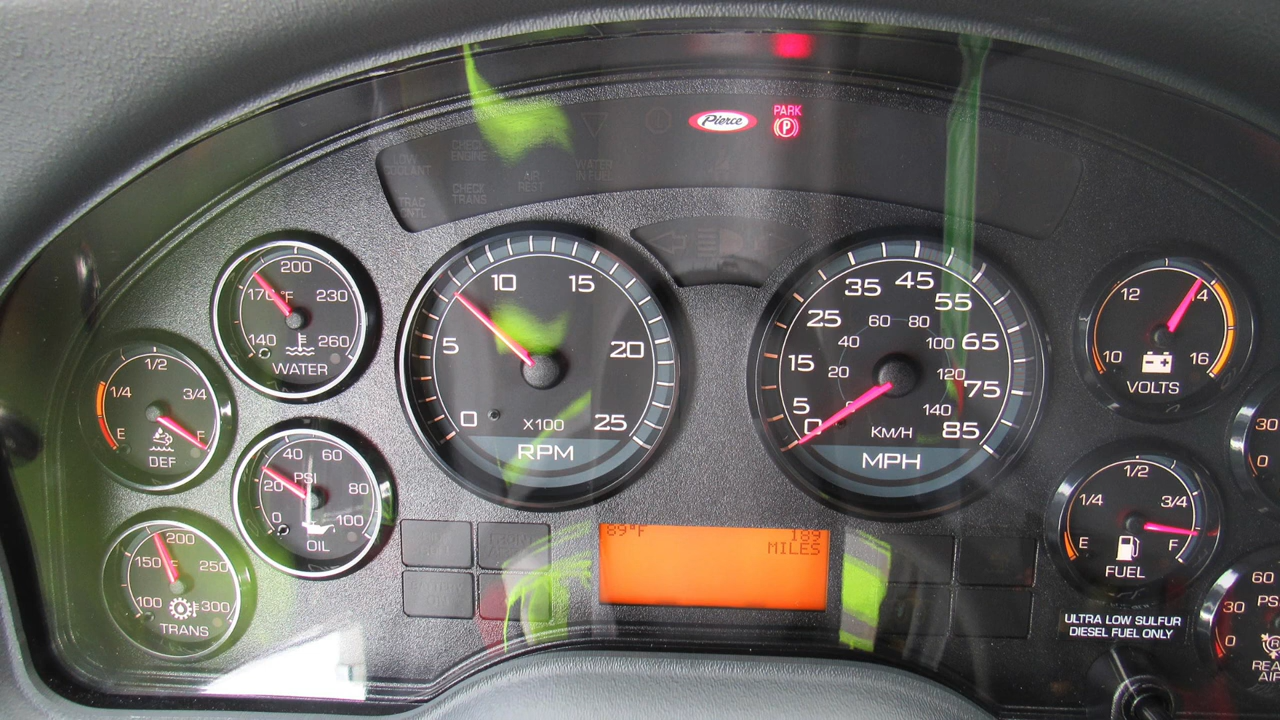 Pierce
PARK
P
LOW
COOLANT
CHECK
ENGINE
CHECK
TRANS
AIR
REST
WATER
IN FUEL
TRAC
CNTL
200
170 °F 230
140 260
WATER
1/2
1/4 3/4
E F
DEF
40 60
PSI
20 80
0 100
OIL
200
150 °F 250
100 300
TRANS
10 15
5 20
0 25
X100
RPM
45
35 55
25 65
15 75
5 85
0
60 80
40 100
20 120
140
KM/H
MPH
12 14
10 16
VOLTS
1/2
1/4 3/4
E F
FUEL
ULTRA LOW SULFUR
DIESEL FUEL ONLY
89°F 189
MILES
30
0
60
PS
30
0
REA
AIR